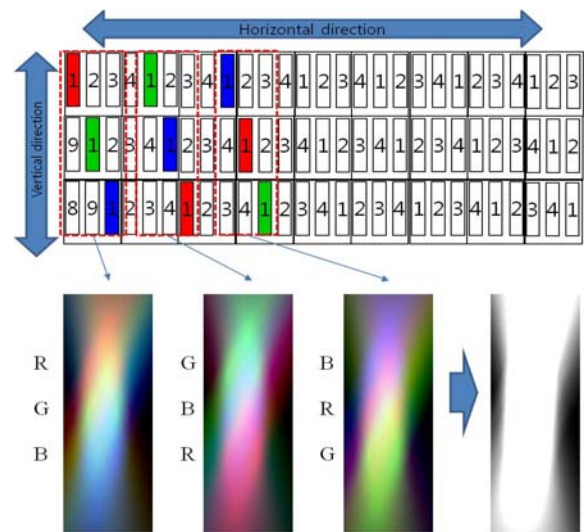 Horizontal direction
Vertical direction
1 2 3 4 1 2 3 4 1 2 3 4 1 2 3 4 1 2 3 4 1 2 3 4 1 2 3
9 1 2 3 4 1 2 3 4 1 2 3 4 1 2 3 4 1 2 3 4 1 2 3 4 1 2
8 9 1 2 3 4 1 2 3 4 1 2 3 4 1 2 3 4 1 2 3 4 1 2 3 4 1
R G B
G B R
B R G